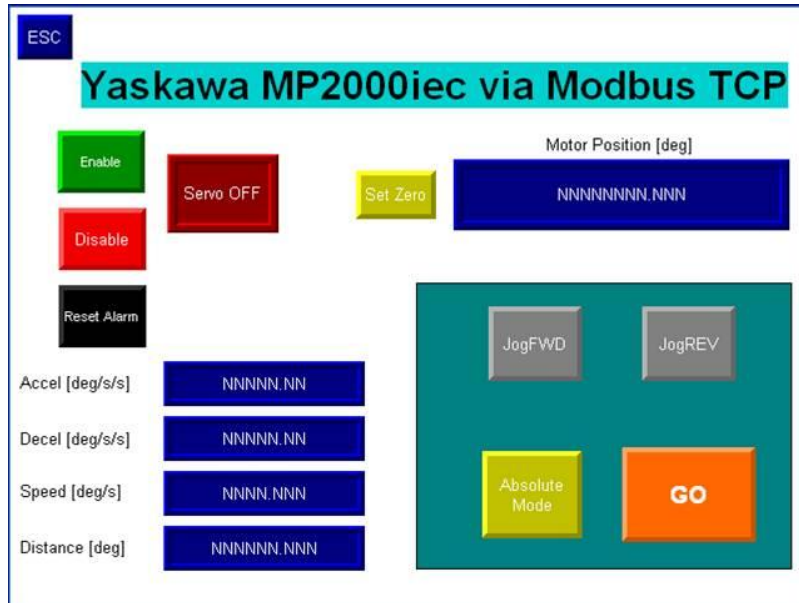 ESC
Yaskawa MP2000iec via Modbus TCP
Enable
Servo OFF
Set Zero
Motor Position [deg]
NNNNNNNN.NNN
Disable
Reset Alarm
JogFWD
JogREV
Accel [deg/s/s]
NNNNN.NN
Decel [deg/s/s]
NNNNN.NN
Speed [deg/s]
NNNN.NNN
Distance [deg]
NNNNNN.NNN
Absolute
Mode
GO